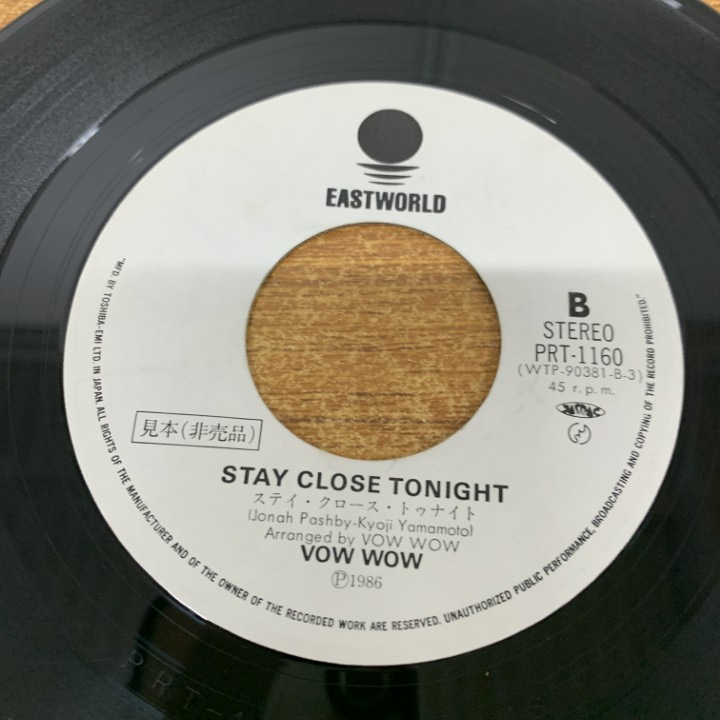 EASTWORLD
B
STEREO
PRT-1160
(WTP-90381-B-3)
45 r.p.m.
見本(非売品)
STAY CLOSE TONIGHT
ステイ・クロース・トゥナイト
(Jonah Pashby-Kyoji Yamamoto)
Arranged by VOW WOW
VOW WOW
Ⓟ1986
"MFD. BY TOSHIBA-EMI LTD. IN JAPAN. ALL RIGHTS OF THE MANUFACTURER AND OF THE OWNER OF THE RECORDED WORK ARE RESERVED. UNAUTHORIZED PUBLIC PERFORMANCE, BROADCASTING AND COPYING OF THE RECORD PROHIBITED."